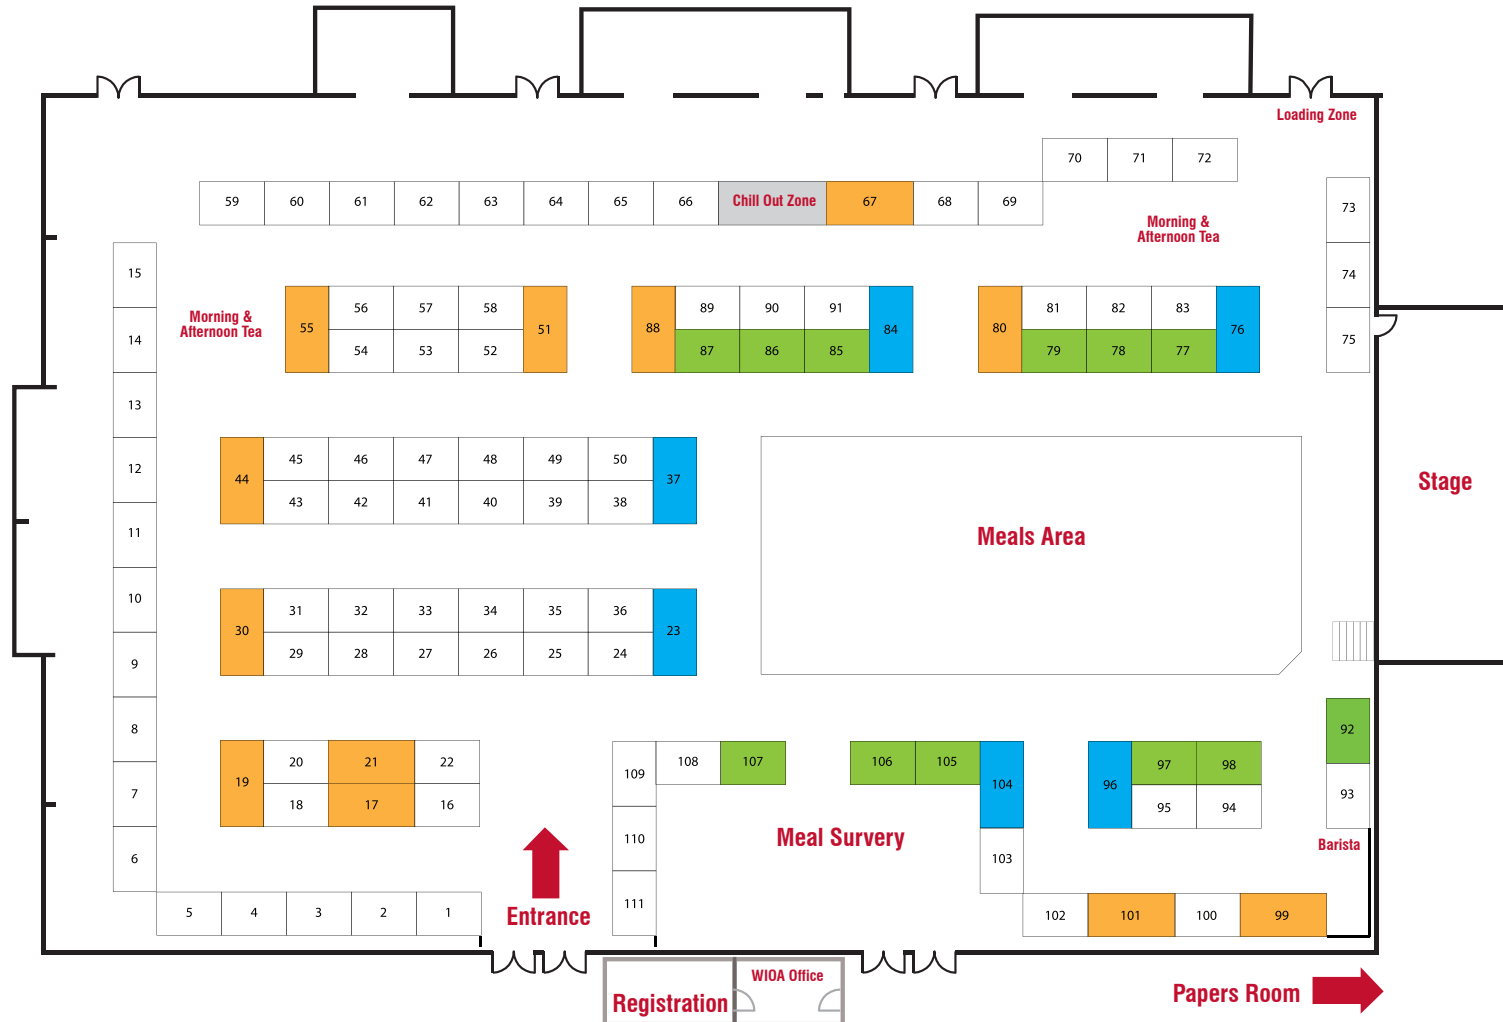 Loading Zone
70 71 72
59 60 61 62 63 64 65 66 Chill Out Zone 67 68 69
73
Morning &
Afternoon Tea
15
74
56 57 58
89 90 91
81 82 83
Morning &
Afternoon Tea
55 51 88 84 80 76
14
75
54 53 52
87 86 85
79 78 77
13
45 46 47 48 49 50
12
44 37
Stage
43 42 41 40 39 38
11
Meals Area
10
31 32 33 34 35 36
30 23
29 28 27 26 25 24
9
8
92
20 21 22
109 108 107
106 105
97 98
19
104 96
7
93
18 17 16
95 94
110
Meal Survery
Barista
6
103
111
5 4 3 2 1
Entrance
102 101 100 99
WIOA Office
Registration
Papers Room